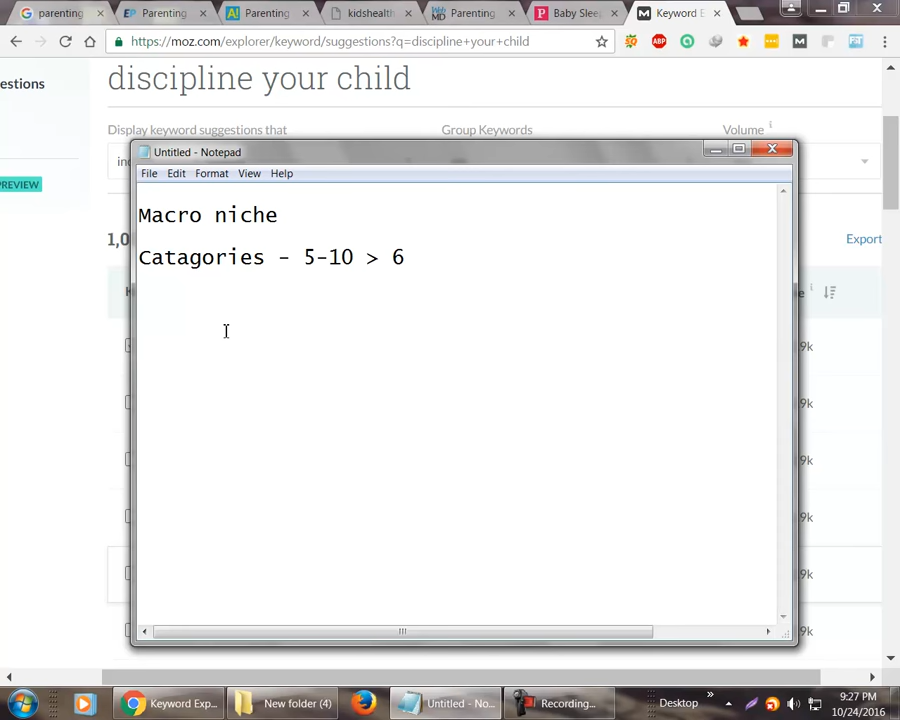 parenting
Parenting
Parenting
kidshealth
Parenting
Baby Slee
Keyword E
https://moz.com/explorer/keyword/suggestions?q=discipline+your+child
estions
discipline your child
Display keyword suggestions that
Group Keywords
Volume
PREVIEW
Untitled - Notepad
File Edit Format View Help
Macro niche
Catagories - 5-10 > 6
Export
9k
9k
9k
9k
9k
9k
Keyword Exp...
New folder (4)
Untitled - No...
Recording...
Desktop
9:27 PM
10/24/2016